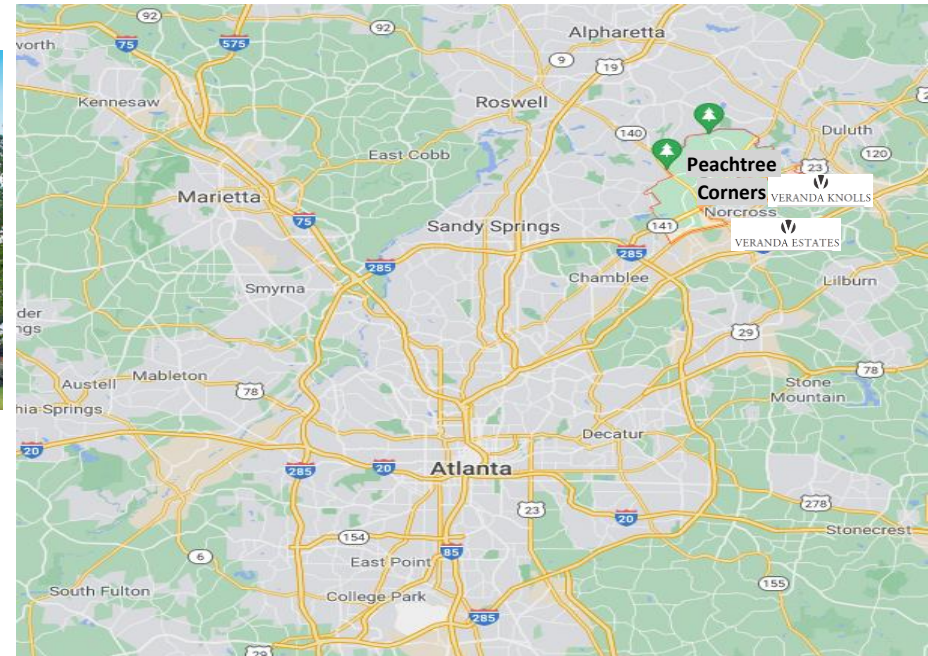 92
92
75
575
worth
Alpharetta
9
19
Kennesaw
Roswell
140
Duluth
120
East Cobb
23
Peachtree
Corners
VERANDA KNOLLS
Marietta
Norcross
75
Sandy Springs
141
VERANDA ESTATES
285
285
Chamblee
Lilburn
Smyrna
29
78
Austell
Mableton
78
Stone
Mountain
hia Springs
Decatur
20
285
20
Atlanta
23
20
278
Stonecrest
154
85
6
East Point
155
South Fulton
College Park
285
29